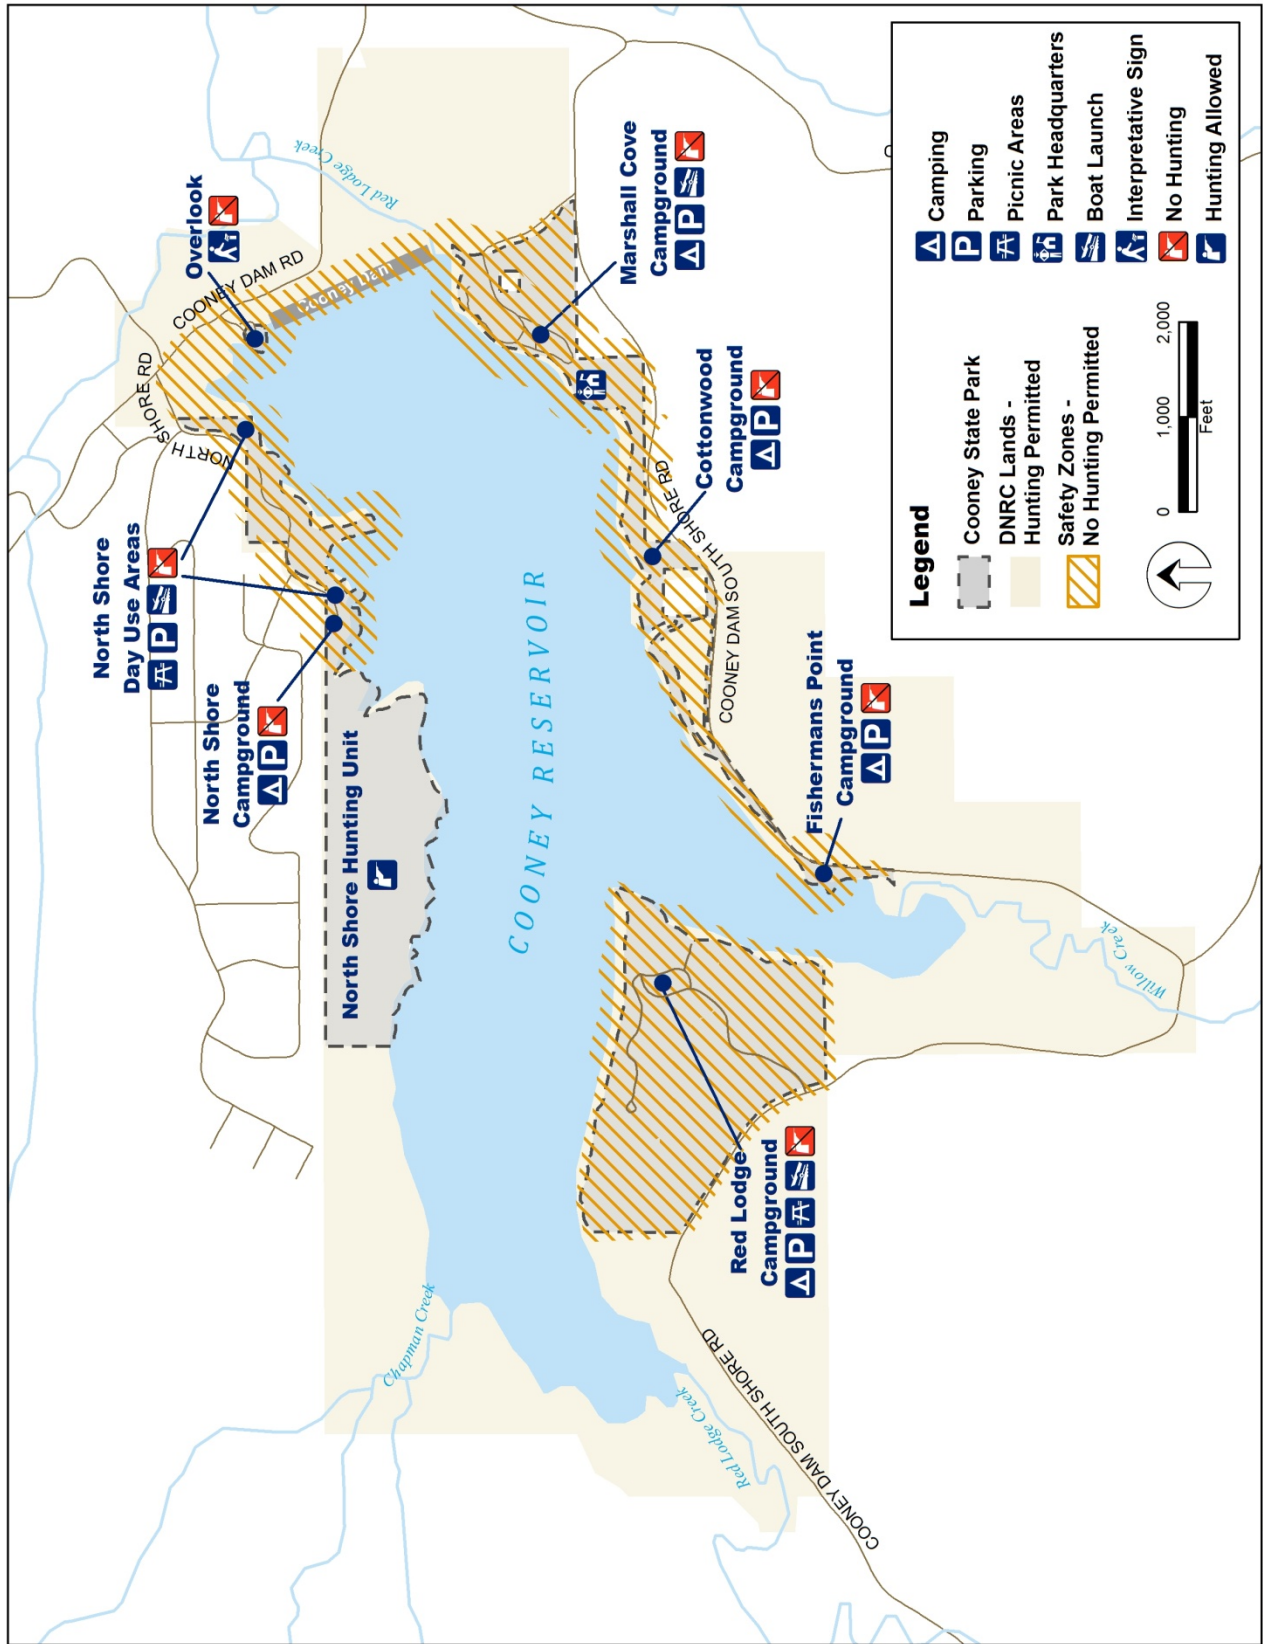 North Shore
Day Use Areas
North Shore
Campground
North Shore Hunting Unit
Overlook
COONEY DAM RD
NORTH SHORE RD
Cooney Dam
Red Lodge Creek
Marshall Cove
Campground
Cottonwood
Campground
COONEY DAM SOUTH SHORE RD
Fishermans Point
Campground
COONEY RESERVOIR
Willow Creek
Red Lodge
Campground
Chapman Creek
Red Lodge Creek
COONEY DAM SOUTH SHORE RD
Legend
Cooney State Park
DNRC Lands -
Hunting Permitted
Safety Zones -
No Hunting Permitted
0 1,000 2,000
Feet
Camping
P Parking
Picnic Areas
Park Headquarters
Boat Launch
Interpretative Sign
No Hunting
Hunting Allowed